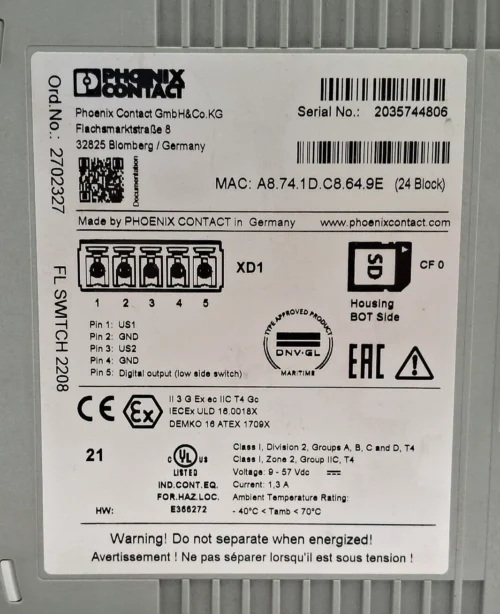 PHOENIX
CONTACT
Phoenix Contact GmbH&Co.KG
Flachsmarktstraße 8
32825 Blomberg / Germany
Serial No.: 2035744806
Documentation
MAC: A8.74.1D.C8.64.9E (24 Block)
Ord.No.: 2702327
FL SWITCH 2208
Made by PHOENIX CONTACT in Germany www.phoenixcontact.com
XD1
1 2 3 4 5
SD
CF 0
Housing
BOT Side
Pin 1: US1
Pin 2: GND
Pin 3: US2
Pin 4: GND
Pin 5: Digital output (low side switch)
TYPE APPROVED PRODUCT
DNV·GL
MARITIME
EAC
CE Ex
II 3 G Ex ec IIC T4 Gc
IECEx ULD 16.0018X
DEMKO 16 ATEX 1709X
21
c UL us
LISTED
IND.CONT.EQ.
FOR.HAZ.LOC.
E366272
HW:
Class I, Division 2, Groups A, B, C and D, T4
Class I, Zone 2, Group IIC, T4
Voltage: 9 - 57 Vdc
Current: 1,3 A
Ambient Temperature Rating:
- 40°C < Tamb < 70°C
Warning! Do not separate when energized!
Avertissement ! Ne pas séparer lorsqu'il est sous tension !